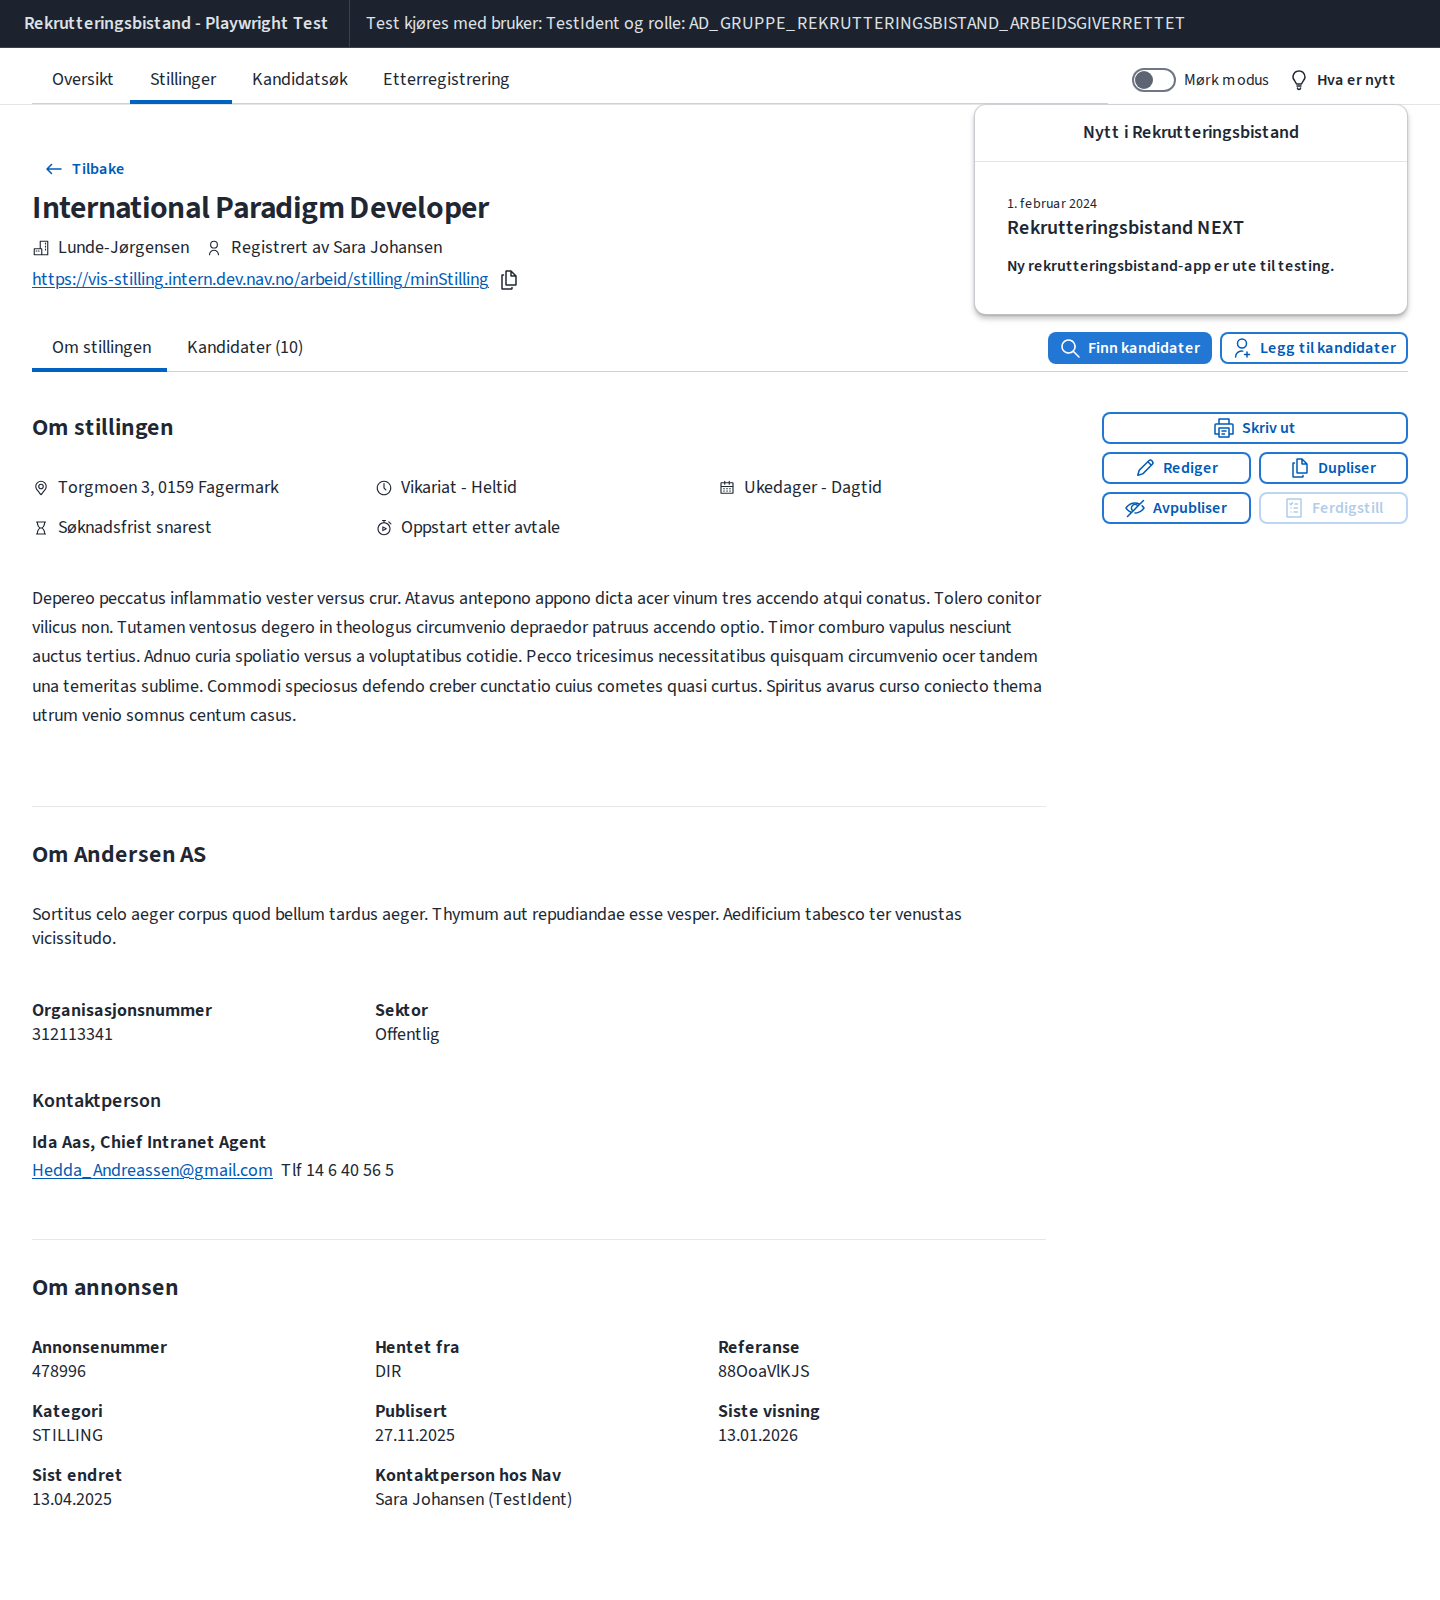 Rekrutteringsbistand - Playwright Test
Test kjøres med bruker: TestIdent og rolle: AD_GRUPPE_REKRUTTERINGSBISTAND_ARBEIDSGIVERRETTET
Oversikt
Stillinger
Kandidatsøk
Etterregistrering
Mørk modus
Hva er nytt
Nytt i Rekrutteringsbistand
1. februar 2024
Rekrutteringsbistand NEXT
Ny rekrutteringsbistand-app er ute til testing.
Tilbake
International Paradigm Developer
Lunde-Jørgensen
Registrert av Sara Johansen
https://vis-stilling.intern.dev.nav.no/arbeid/stilling/minStilling
Om stillingen
Kandidater (10)
Finn kandidater
Legg til kandidater
Om stillingen
Skriv ut
Rediger
Dupliser
Avpubliser
Ferdigstill
Torgmoen 3, 0159 Fagermark
Vikariat - Heltid
Ukedager - Dagtid
Søknadsfrist snarest
Oppstart etter avtale
Depereo peccatus inflammatio vester versus crur. Atavus antepono appono dicta acer vinum tres accendo atqui conatus. Tolero conitor
vilicus non. Tutamen ventosus degero in theologus circumvenio depraedor patruus accendo optio. Timor comburo vapulus nesciunt
auctus tertius. Adnuo curia spoliatio versus a voluptatibus cotidie. Pecco tricesimus necessitatibus quisquam circumvenio ocer tandem
una temeritas sublime. Commodi speciosus defendo creber cunctatio cuius cometes quasi curtus. Spiritus avarus curso coniecto thema
utrum venio somnus centum casus.
Om Andersen AS
Sortitus celo aeger corpus quod bellum tardus aeger. Thymum aut repudiandae esse vesper. Aedificium tabesco ter venustas
vicissitudo.
Organisasjonsnummer
312113341
Sektor
Offentlig
Kontaktperson
Ida Aas, Chief Intranet Agent
Hedda_Andreassen@gmail.com Tlf 14 6 40 56 5
Om annonsen
Annonsenummer
478996
Hentet fra
DIR
Referanse
88OoaVlKJS
Kategori
STILLING
Publisert
27.11.2025
Siste visning
13.01.2026
Sist endret
13.04.2025
Kontaktperson hos Nav
Sara Johansen (TestIdent)